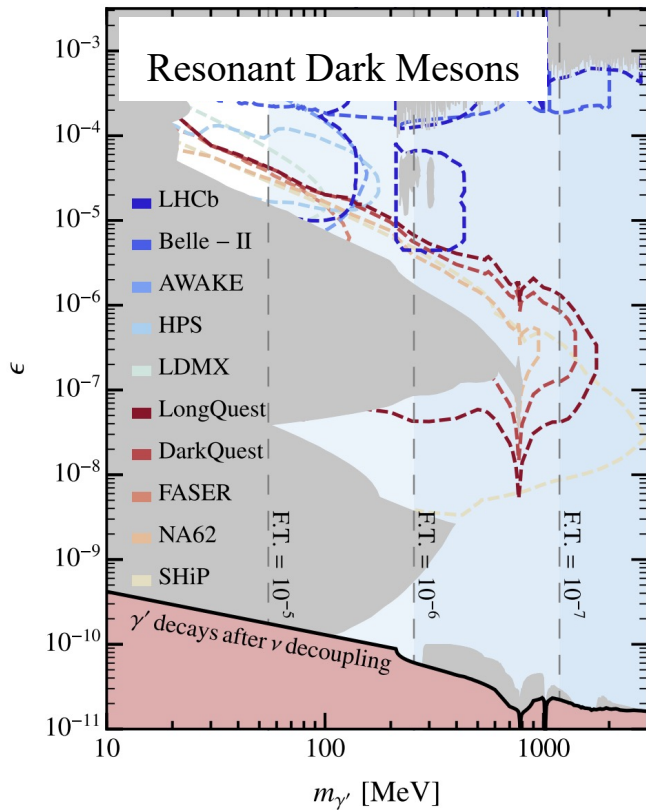 Resonant Dark Mesons
10⁻³
10⁻⁴
10⁻⁵
10⁻⁶
10⁻⁷
10⁻⁸
10⁻⁹
10⁻¹⁰
10⁻¹¹
ϵ
LHCb
Belle – II
AWAKE
HPS
LDMX
LongQuest
DarkQuest
FASER
NA62
SHiP
F.T. = 10⁻⁵
F.T. = 10⁻⁶
F.T. = 10⁻⁷
γ′ decays after ν decoupling
10
100
1000
m_γ′ [MeV]